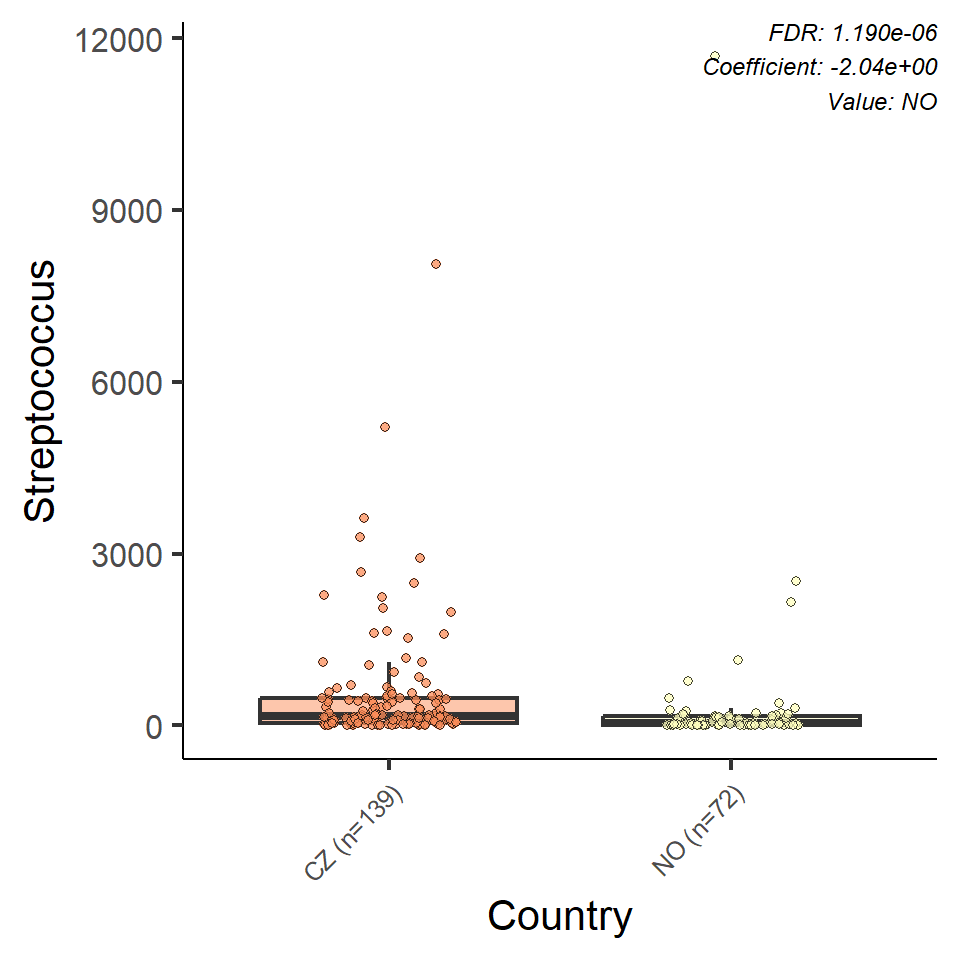 FDR: 1.190e-06
Coefficient: -2.04e+00
Value: NO
12000
9000
6000
3000
0
Streptococcus
CZ (n=139)
NO (n=72)
Country